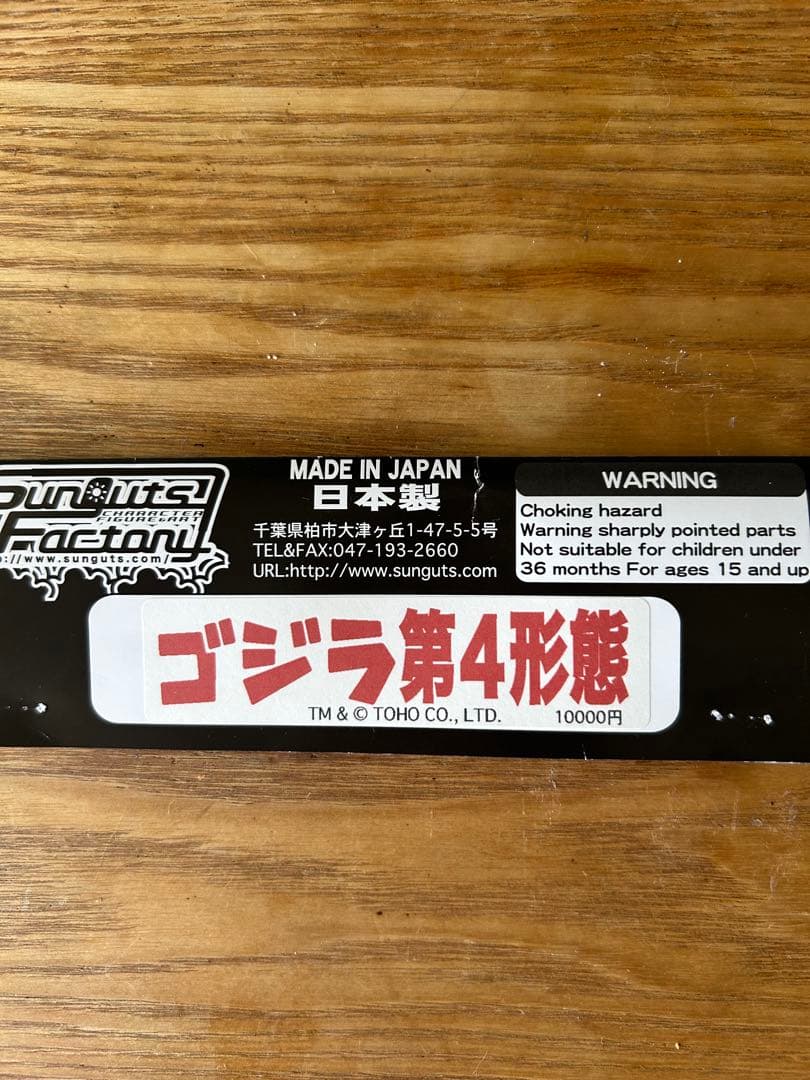 Sunguts
CHARACTER
FIGURE&ART
Factory
://www.sunguts.com/
MADE IN JAPAN
日本製
千葉県柏市大津ヶ丘1-47-5-5号
TEL&FAX:047-193-2660
URL:http://www.sunguts.com
WARNING
Choking hazard
Warning sharply pointed parts
Not suitable for children under
36 months For ages 15 and up
ゴジラ第4形態
TM & © TOHO CO., LTD. 10000円